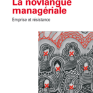 La novlangue
managériale
Emprise et résistance